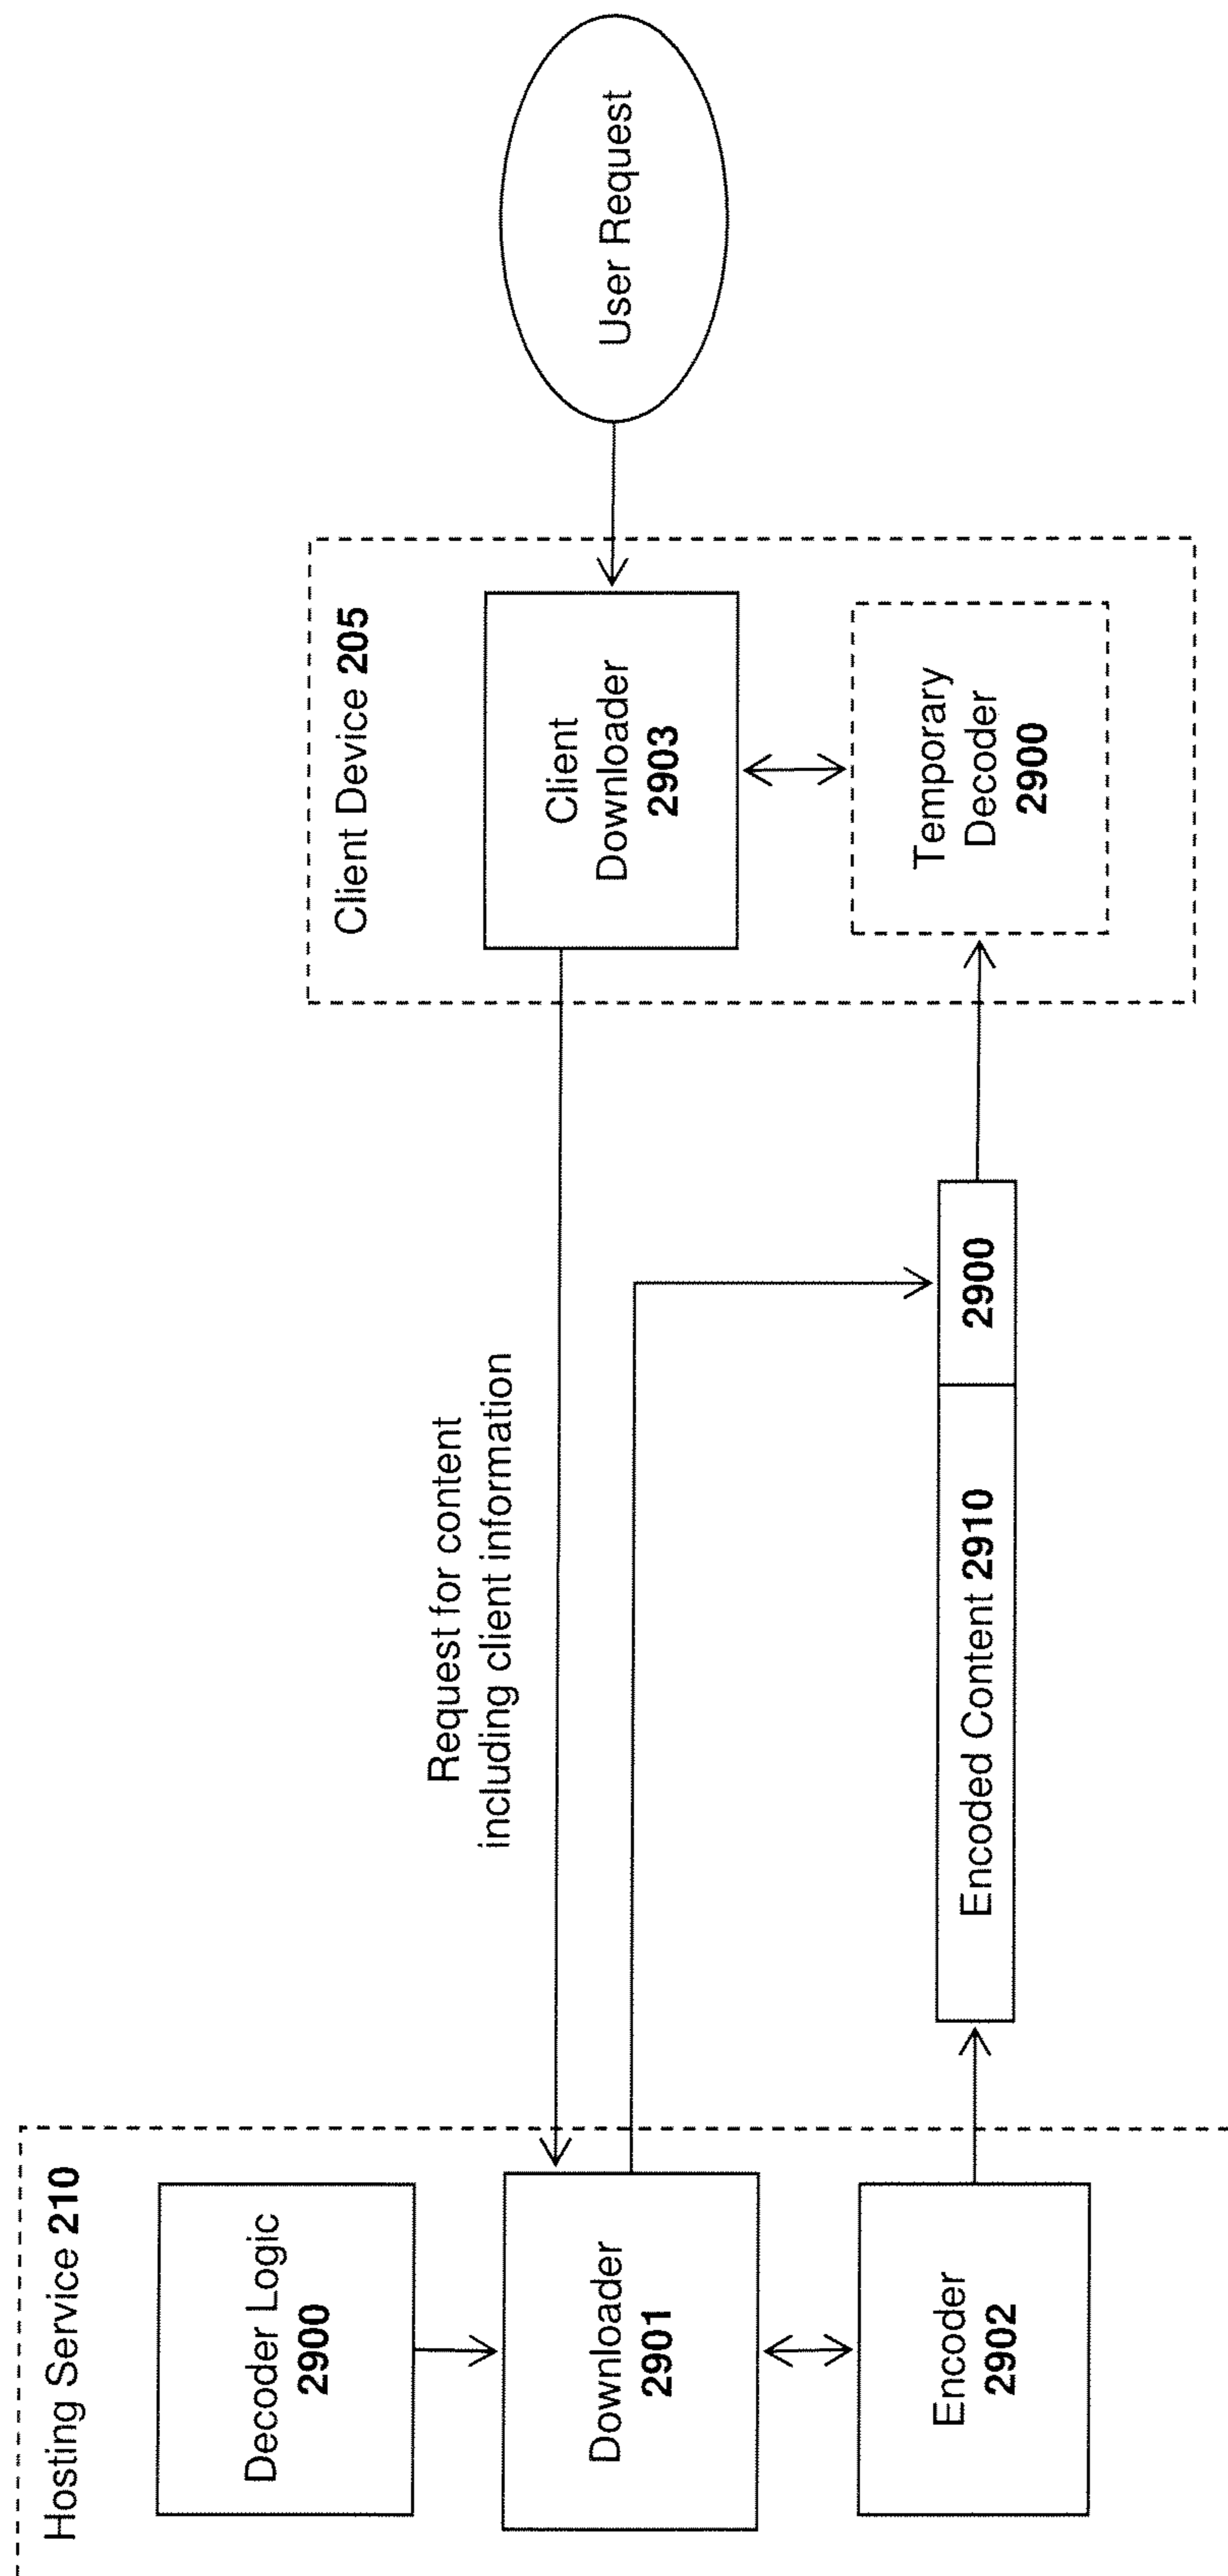 Hosting Service 210
Decoder Logic
2900
Downloader
2901
Encoder
2902
Request for content
including client information
Encoded Content 2910
2900
Client Device 205
Client
Downloader
2903
Temporary
Decoder
2900
User Request